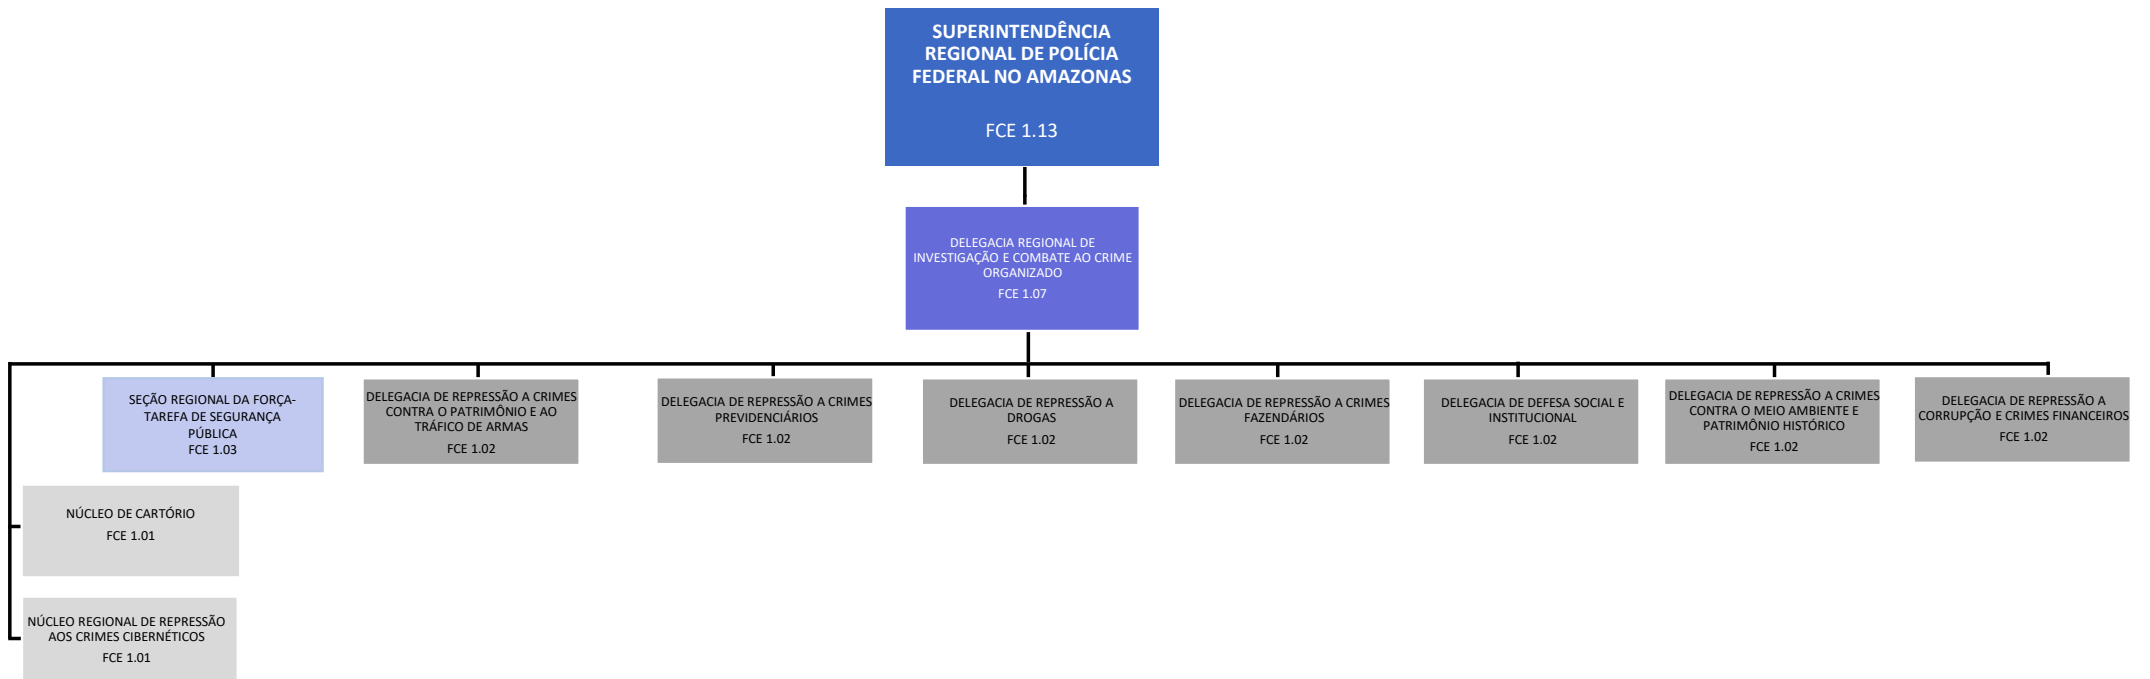 SUPERINTENDÊNCIA
REGIONAL DE POLÍCIA
FEDERAL NO AMAZONAS
FCE 1.13
DELEGACIA REGIONAL DE
INVESTIGAÇÃO E COMBATE AO CRIME
ORGANIZADO
FCE 1.07
SEÇÃO REGIONAL DA FORÇA-
TAREFA DE SEGURANÇA
PÚBLICA
FCE 1.03
DELEGACIA DE REPRESSÃO A CRIMES
CONTRA O PATRIMÔNIO E AO
TRÁFICO DE ARMAS
FCE 1.02
DELEGACIA DE REPRESSÃO A CRIMES
PREVIDENCIÁRIOS
FCE 1.02
DELEGACIA DE REPRESSÃO A
DROGAS
FCE 1.02
DELEGACIA DE REPRESSÃO A CRIMES
FAZENDÁRIOS
FCE 1.02
DELEGACIA DE DEFESA SOCIAL E
INSTITUCIONAL
FCE 1.02
DELEGACIA DE REPRESSÃO A CRIMES
CONTRA O MEIO AMBIENTE E
PATRIMÔNIO HISTÓRICO
FCE 1.02
DELEGACIA DE REPRESSÃO A
CORRUPÇÃO E CRIMES FINANCEIROS
FCE 1.02
NÚCLEO DE CARTÓRIO
FCE 1.01
NÚCLEO REGIONAL DE REPRESSÃO
AOS CRIMES CIBERNÉTICOS
FCE 1.01